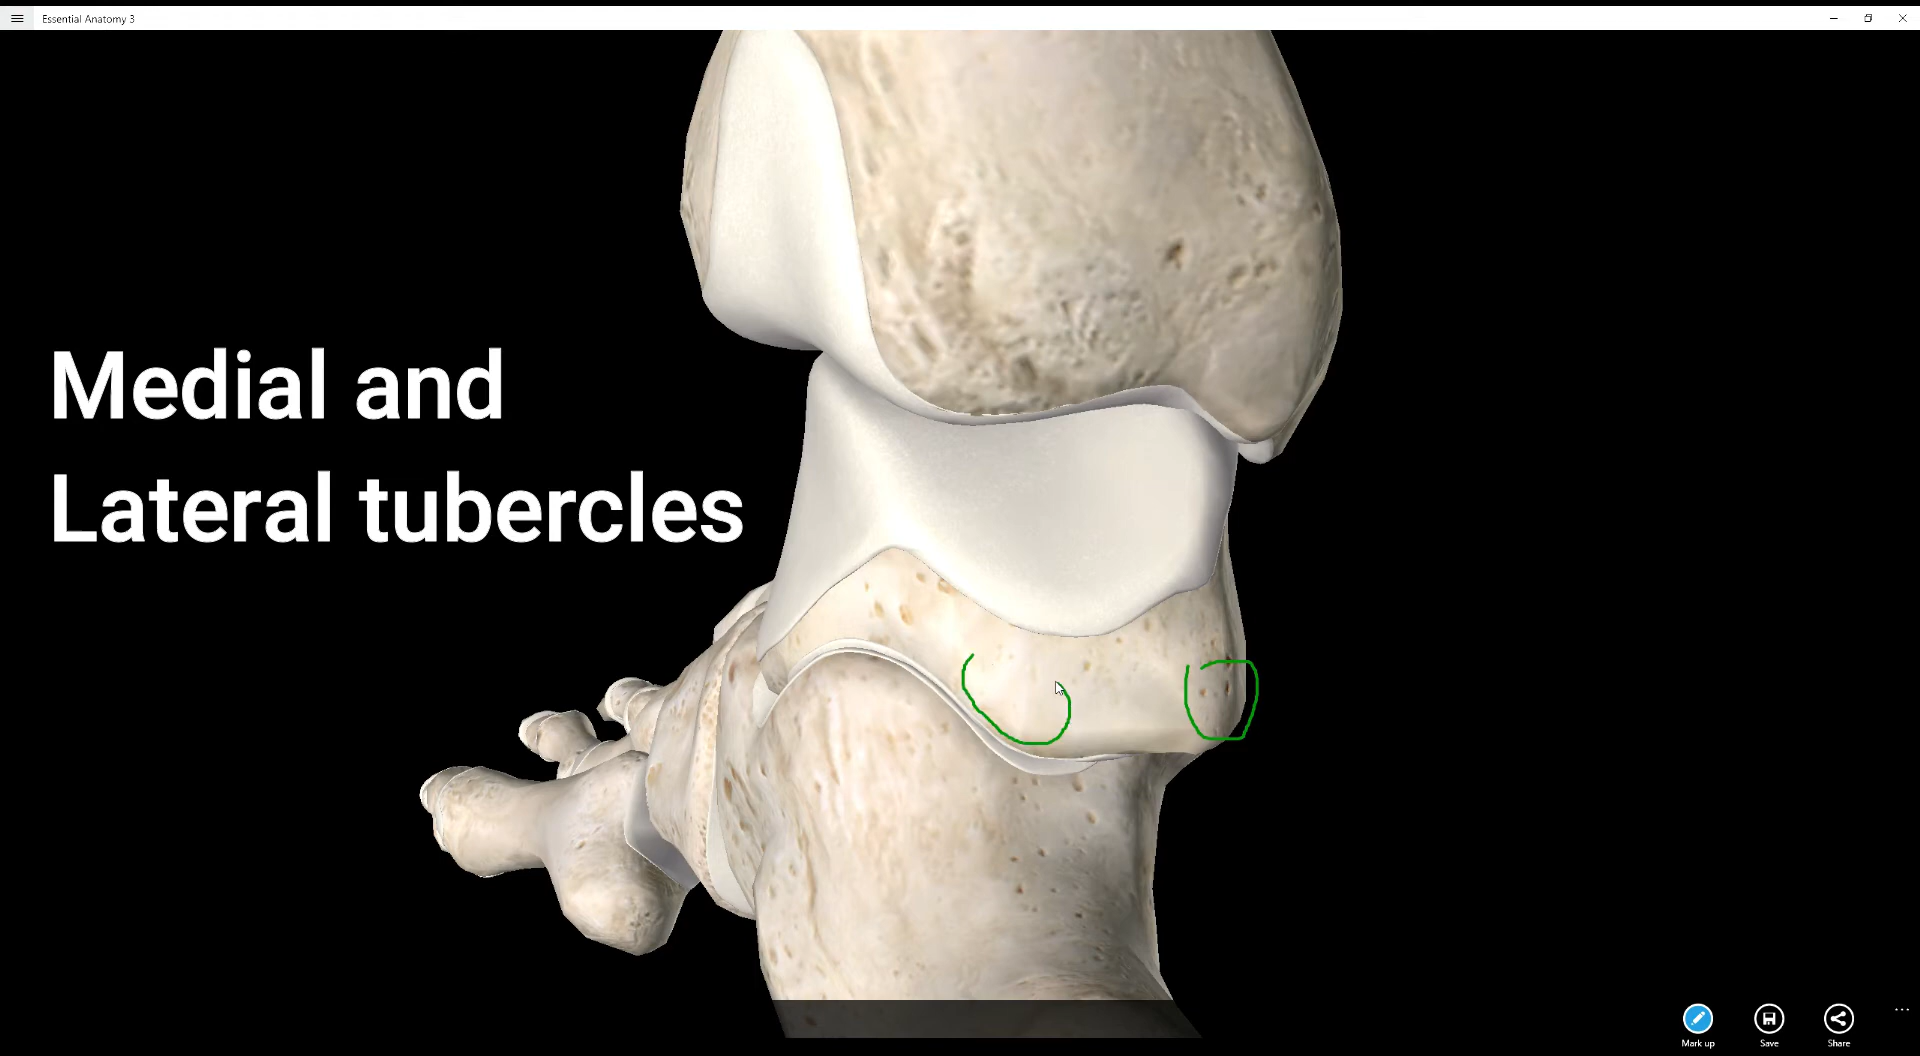 Essential Anatomy 3
Medial and
Lateral tubercles
Mark up
Save
Share